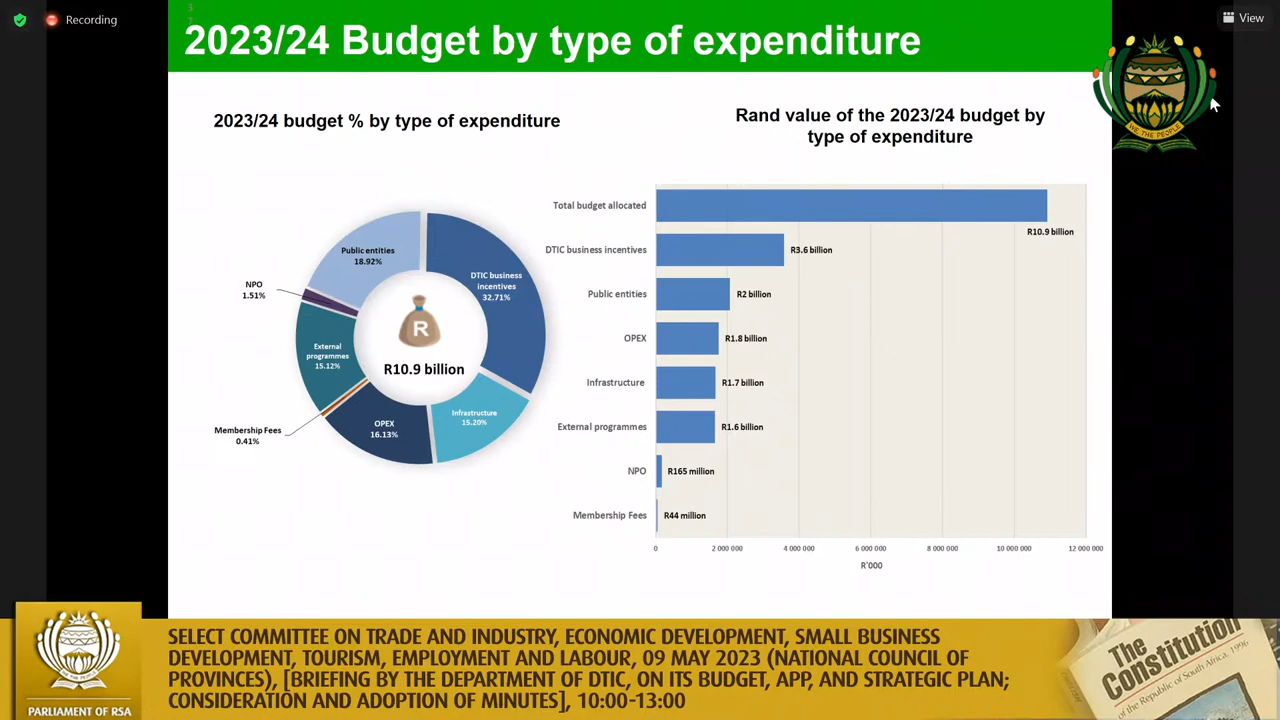 Recording
View
2023/24 Budget by type of expenditure
WE, THE PEOPLE
2023/24 budget % by type of expenditure
Public entities
18.92%
NPO
1.51%
External
programmes
15.12%
Membership Fees
0.41%
OPEX
16.13%
Infrastructure
15.20%
DTIC business
incentives
32.71%
R
R10.9 billion
Rand value of the 2023/24 budget by
type of expenditure
Total budget allocated
R10.9 billion
DTIC business incentives
R3.6 billion
Public entities
R2 billion
OPEX
R1.8 billion
Infrastructure
R1.7 billion
External programmes
R1.6 billion
NPO
R165 million
Membership Fees
R44 million
0 2 000 000 4 000 000 6 000 000 8 000 000 10 000 000 12 000 000
R'000
PARLIAMENT OF RSA
SELECT COMMITTEE ON TRADE AND INDUSTRY, ECONOMIC DEVELOPMENT, SMALL BUSINESS
DEVELOPMENT, TOURISM, EMPLOYMENT AND LABOUR, 09 MAY 2023 (NATIONAL COUNCIL OF
PROVINCES), [BRIEFING BY THE DEPARTMENT OF DTIC, ON ITS BUDGET, APP, AND STRATEGIC PLAN;
CONSIDERATION AND ADOPTION OF MINUTES], 10:00-13:00
The
Constitution
of the Republic of South Africa, 1996